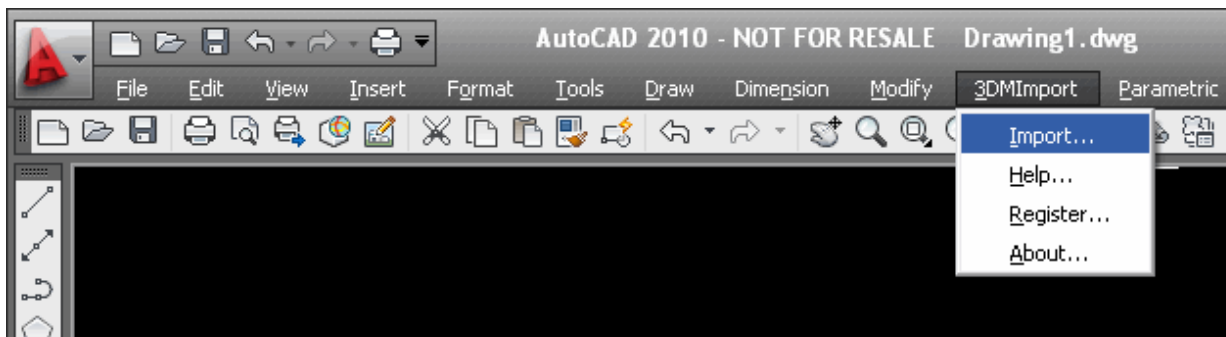 AutoCAD 2010 - NOT FOR RESALE Drawing1.dwg
File Edit View Insert Format Tools Draw Dimension Modify 3DMImport Parametric
Import...
Help...
Register...
About...